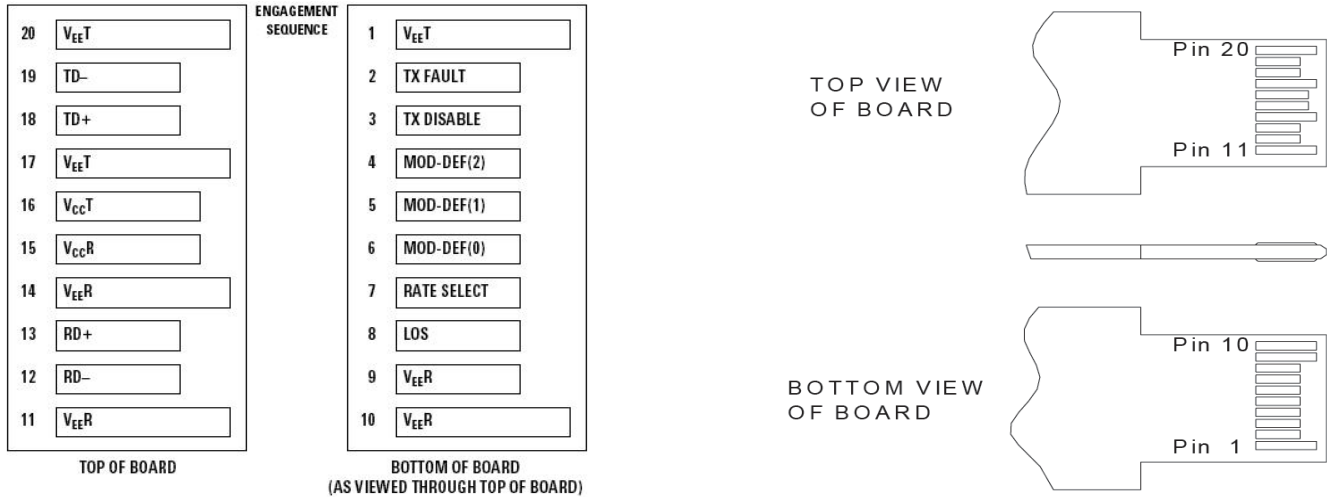 ENGAGEMENT
SEQUENCE
20 VEET
19 TD–
18 TD+
17 VEET
16 VCCT
15 VCCR
14 VEER
13 RD+
12 RD–
11 VEER
TOP OF BOARD
1 VEET
2 TX FAULT
3 TX DISABLE
4 MOD-DEF(2)
5 MOD-DEF(1)
6 MOD-DEF(0)
7 RATE SELECT
8 LOS
9 VEER
10 VEER
BOTTOM OF BOARD
(AS VIEWED THROUGH TOP OF BOARD)
TOP VIEW
OF BOARD
Pin 20
Pin 11
BOTTOM VIEW
OF BOARD
Pin 10
Pin 1